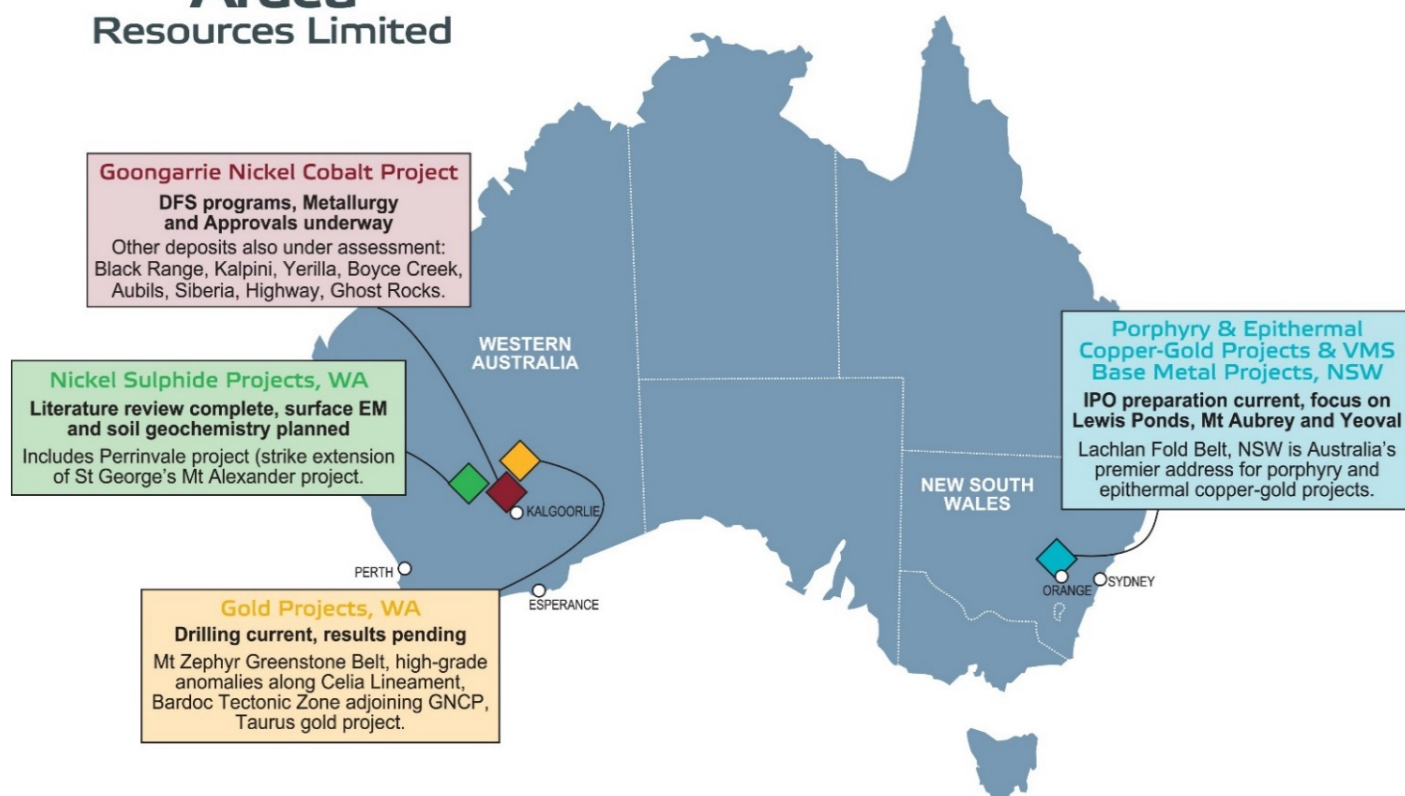 Resources Limited
Goongarrie Nickel Cobalt Project
DFS programs, Metallurgy
and Approvals underway
Other deposits also under assessment:
Black Range, Kalpini, Yerilla, Boyce Creek,
Aubils, Siberia, Highway, Ghost Rocks.
WESTERN
AUSTRALIA
Nickel Sulphide Projects, WA
Literature review complete, surface EM
and soil geochemistry planned
Includes Perrinvale project (strike extension
of St George's Mt Alexander project.
Porphyry & Epithermal
Copper-Gold Projects & VMS
Base Metal Projects, NSW
IPO preparation current, focus on
Lewis Ponds, Mt Aubrey and Yeoval
Lachlan Fold Belt, NSW is Australia's
premier address for porphyry and
epithermal copper-gold projects.
NEW SOUTH
WALES
KALGOORLIE
PERTH
ESPERANCE
ORANGE
SYDNEY
Gold Projects, WA
Drilling current, results pending
Mt Zephyr Greenstone Belt, high-grade
anomalies along Celia Lineament,
Bardoc Tectonic Zone adjoining GNCP,
Taurus gold project.